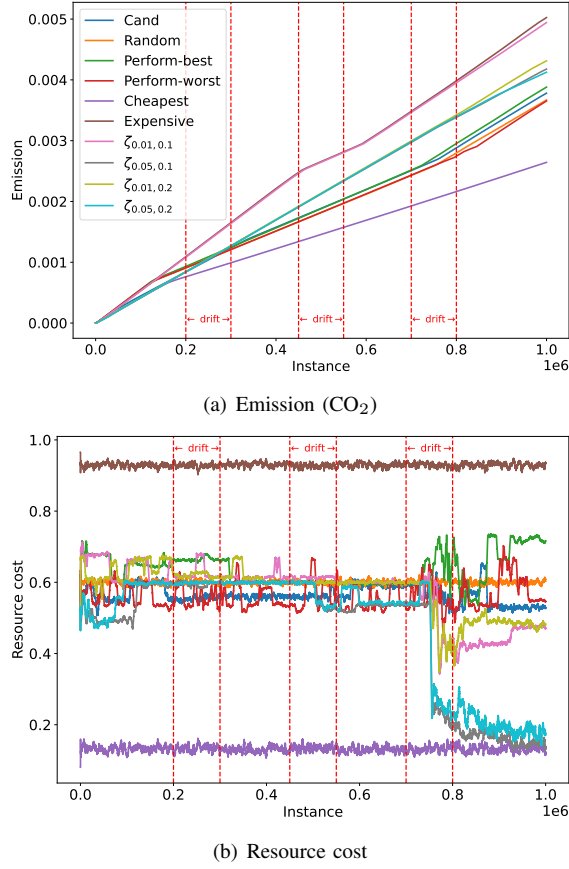 0.005
0.004
0.003
0.002
0.001
0.000
Emission
Cand
Random
Perform-best
Perform-worst
Cheapest
Expensive
ζ0.01, 0.1
ζ0.05, 0.1
ζ0.01, 0.2
ζ0.05, 0.2
← drift → ← drift → ← drift →
0.0 0.2 0.4 0.6 0.8 1.0
Instance 1e6
(a) Emission (CO₂)
← drift → ← drift → ← drift →
1.0
0.8
0.6
0.4
0.2
Resource cost
0.0 0.2 0.4 0.6 0.8 1.0
Instance 1e6
(b) Resource cost